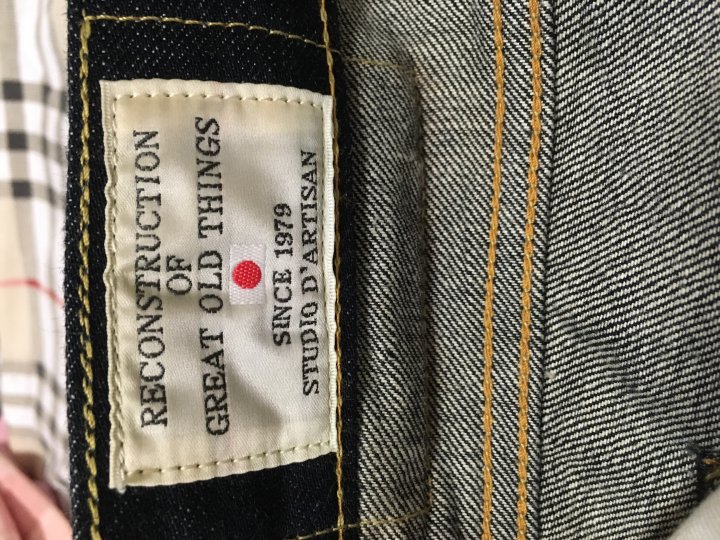 RECONSTRUCTION
OF
GREAT OLD THINGS
SINCE 1979
STUDIO D'ARTISAN